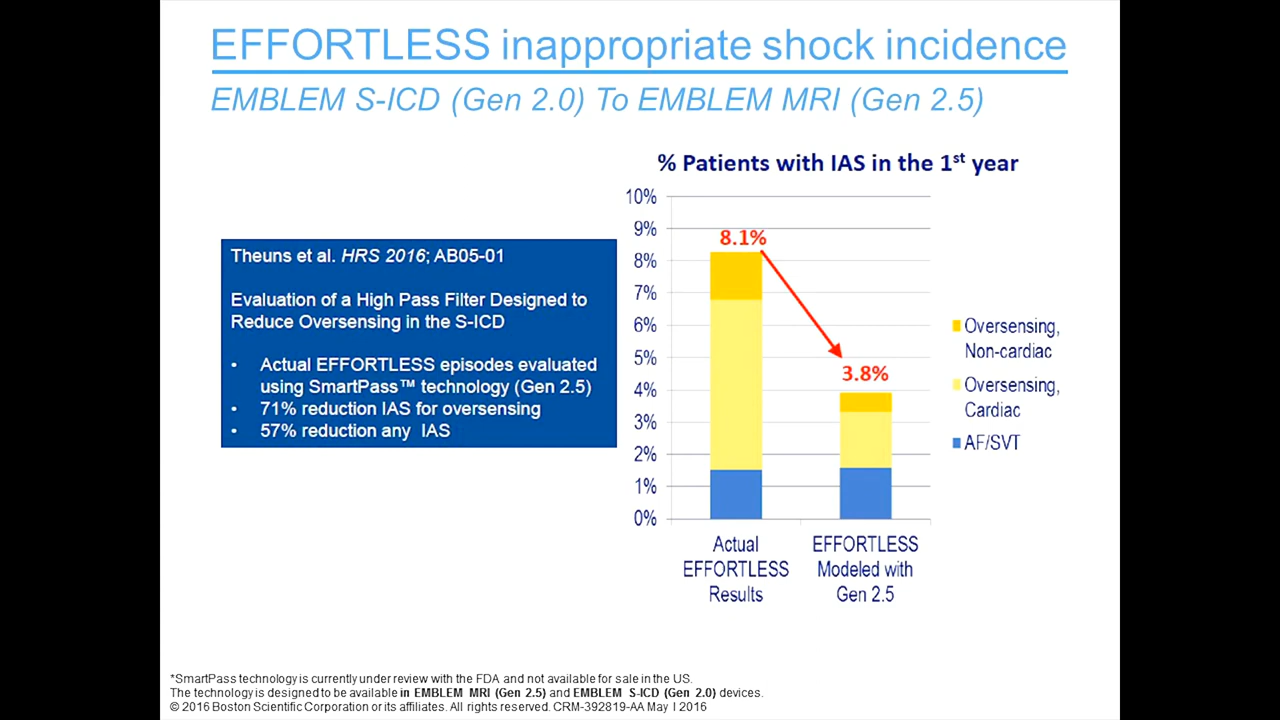 EFFORTLESS inappropriate shock incidence
EMBLEM S-ICD (Gen 2.0) To EMBLEM MRI (Gen 2.5)
Theuns et al. HRS 2016; AB05-01
Evaluation of a High Pass Filter Designed to
Reduce Oversensing in the S-ICD
• Actual EFFORTLESS episodes evaluated
using SmartPass™ technology (Gen 2.5)
• 71% reduction IAS for oversensing
• 57% reduction any IAS
% Patients with IAS in the 1st year
10%
9%
8%
7%
6%
5%
4%
3%
2%
1%
0%
8.1%
3.8%
Actual
EFFORTLESS
Results
EFFORTLESS
Modeled with
Gen 2.5
Oversensing,
Non-cardiac
Oversensing,
Cardiac
AF/SVT
*SmartPass technology is currently under review with the FDA and not available for sale in the US.
The technology is designed to be available in EMBLEM MRI (Gen 2.5) and EMBLEM S-ICD (Gen 2.0) devices.
© 2016 Boston Scientific Corporation or its affiliates. All rights reserved. CRM-392819-AA May I 2016